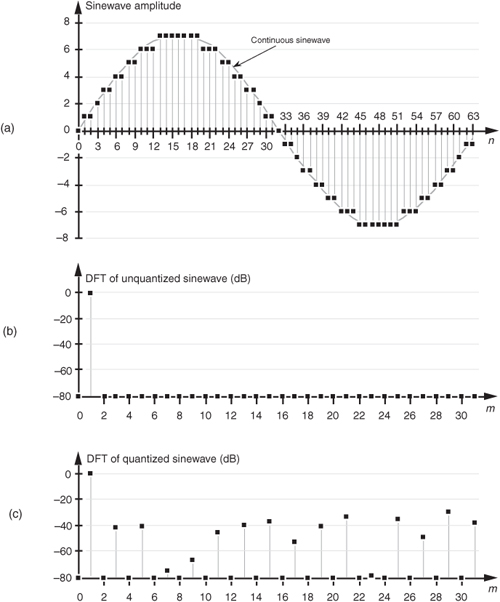 Sinewave amplitude
8
Continuous sinewave
6
4
2
33 36 39 42 45 48 51 54 57 60 63
(a)
0
0 3 6 9 12 15 18 21 24 27 30
n
−2
−4
−6
−8
DFT of unquantized sinewave (dB)
0
−20
(b)
−40
−60
−80
0 2 4 6 8 10 12 14 16 18 20 22 24 26 28 30
m
DFT of quantized sinewave (dB)
0
−20
(c)
−40
−60
−80
0 2 4 6 8 10 12 14 16 18 20 22 24 26 28 30
m